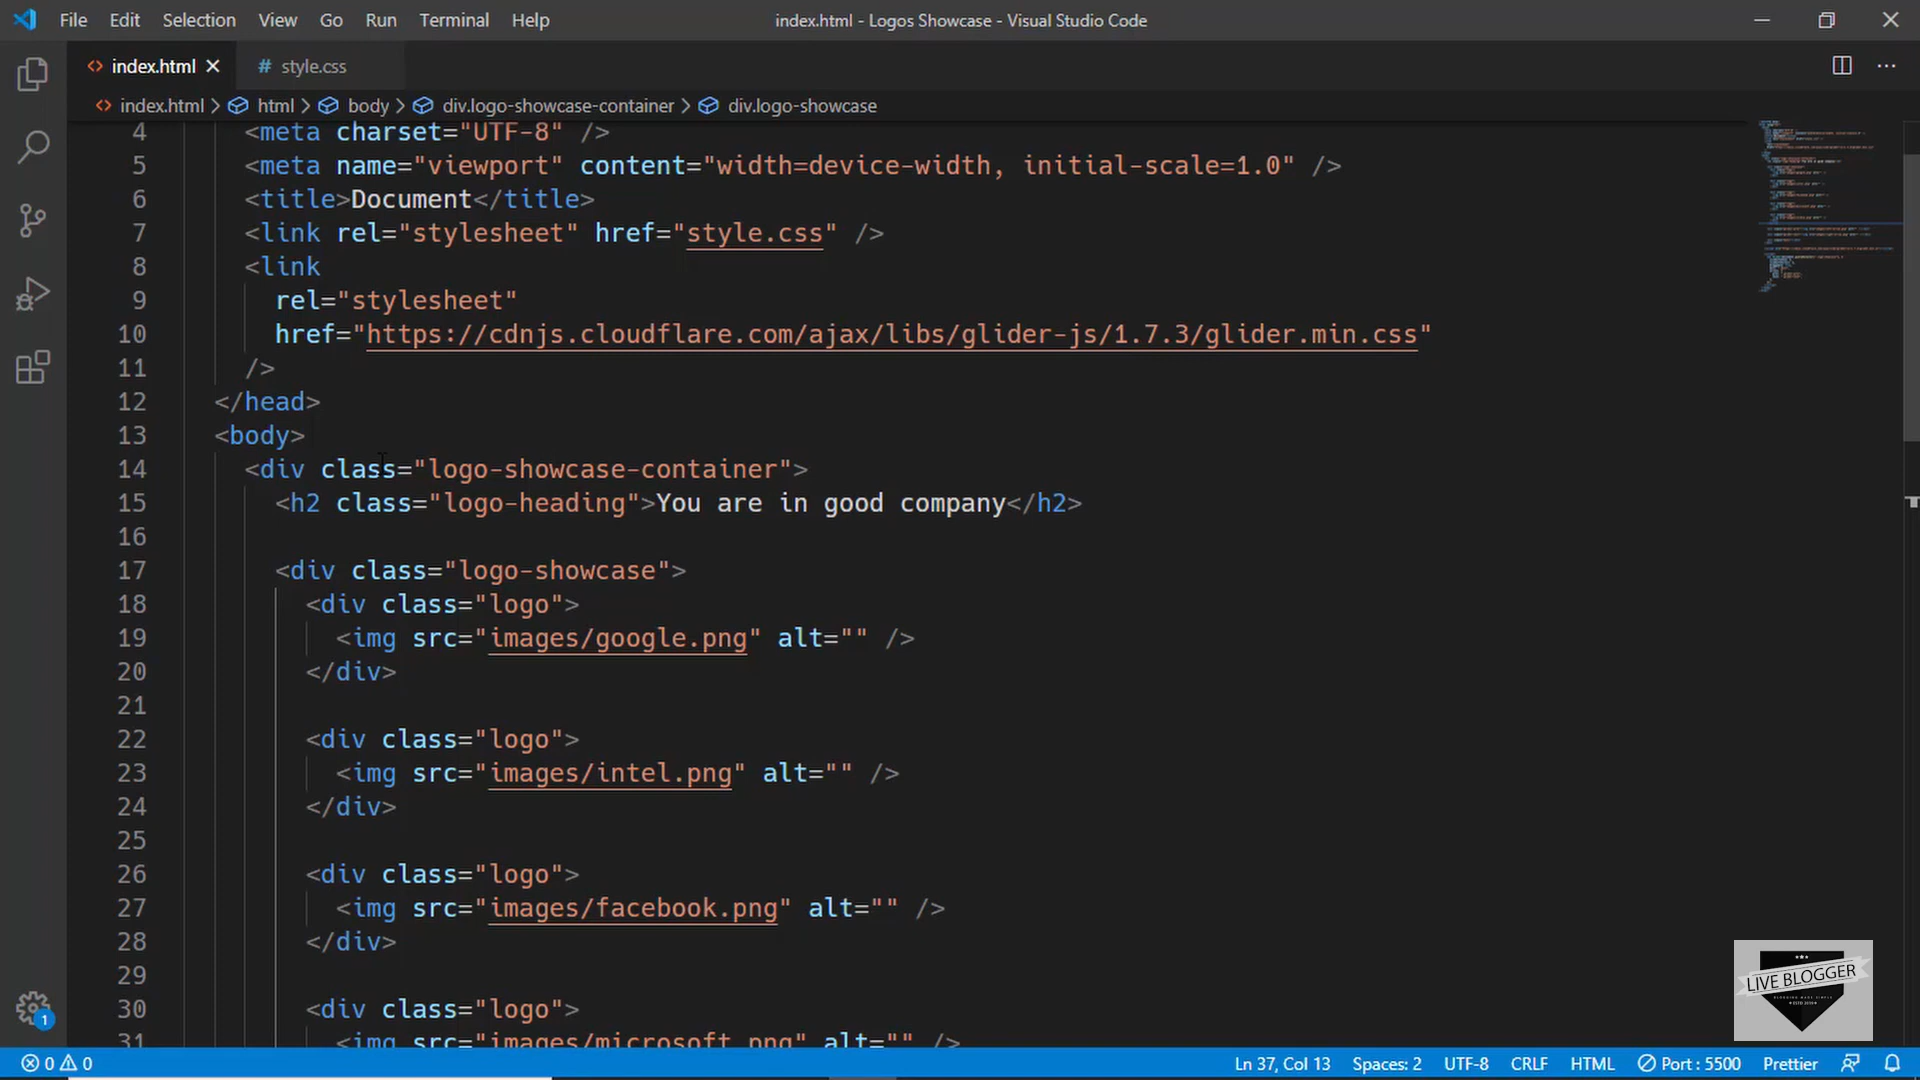 File Edit Selection View Go Run Terminal Help index.html - Logos Showcase - Visual Studio Code
index.html style.css
index.html > html > body > div.logo-showcase-container > div.logo-showcase
4 <meta charset="UTF-8" />
5 <meta name="viewport" content="width=device-width, initial-scale=1.0" />
6 <title>Document</title>
7 <link rel="stylesheet" href="style.css" />
8 <link
9 rel="stylesheet"
10 href="https://cdnjs.cloudflare.com/ajax/libs/glider-js/1.7.3/glider.min.css"
11 />
12 </head>
13 <body>
14 <div class="logo-showcase-container">
15 <h2 class="logo-heading">You are in good company</h2>
16
17 <div class="logo-showcase">
18 <div class="logo">
19 <img src="images/google.png" alt="" />
20 </div>
21
22 <div class="logo">
23 <img src="images/intel.png" alt="" />
24 </div>
25
26 <div class="logo">
27 <img src="images/facebook.png" alt="" />
28 </div>
29
30 <div class="logo">
31 <img src="images/microsoft.png" alt="" />
LIVE BLOGGER
1
0 0 Ln 37, Col 13 Spaces: 2 UTF-8 CRLF HTML Port : 5500 Prettier